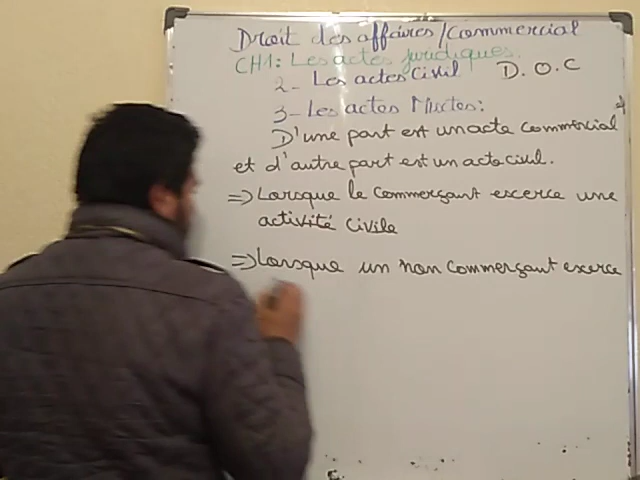 Droit des affaires/Commercial
CH1: Les actes juridiques.
2- Les actes Civil D.O.C
3- Les actes Mixtes:
D'une part est un acte commercial
et d'autre part est un acte civil.
⇒ Lorsque le Commerçant exerce une
activité Civile
⇒ Lorsque un non Commerçant exerce